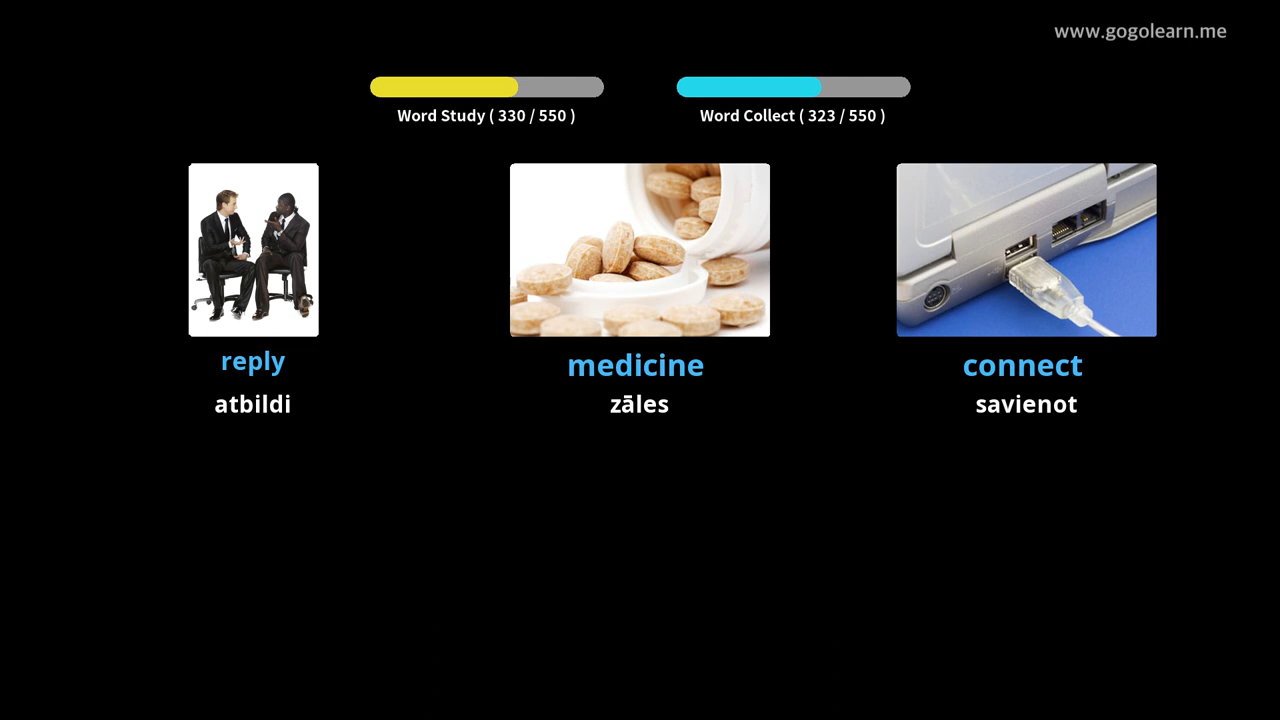 www.gogolearn.me
Word Study ( 330 / 550 )
Word Collect ( 323 / 550 )
reply
medicine
connect
atbildi
zāles
savienot